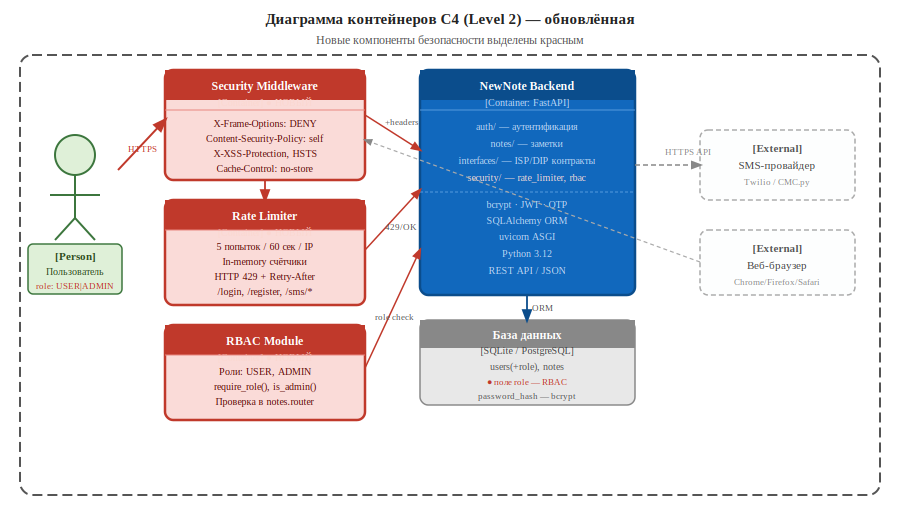 Диаграмма контейнеров C4 (Level 2) — обновлённая
Новые компоненты безопасности выделены красным
[Person]
Пользователь
role: USER|ADMIN
HTTPS
Security Middleware
X-Frame-Options: DENY
Content-Security-Policy: self
X-XSS-Protection, HSTS
Cache-Control: no-store
Rate Limiter
5 попыток / 60 сек / IP
In-memory счётчики
HTTP 429 + Retry-After
/login, /register, /sms/*
RBAC Module
Роли: USER, ADMIN
require_role(), is_admin()
Проверка в notes.router
+headers
429/OK
role check
NewNote Backend
[Container: FastAPI]
auth/ — аутентификация
notes/ — заметки
interfaces/ — ISP/DIP контракты
security/ — rate_limiter, rbac
bcrypt · JWT · OTP
SQLAlchemy ORM
uvicorn ASGI
Python 3.12
REST API / JSON
ORM
База данных
[SQLite / PostgreSQL]
users(+role), notes
● поле role — RBAC
password_hash — bcrypt
HTTPS API
[External]
SMS-провайдер
Twilio / СМС.ру
[External]
Веб-браузер
Chrome/Firefox/Safari